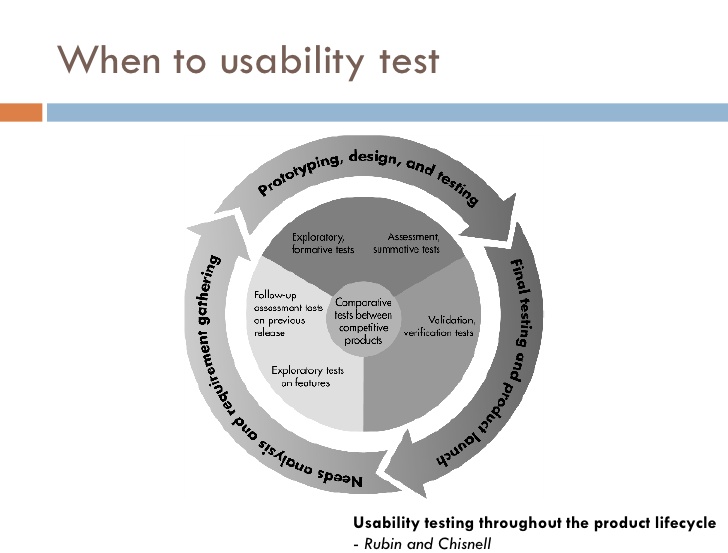 When to usability test
Prototyping, design, and testing
Exploratory,
formative tests
Assessment,
summative tests
Final testing and product launch
Follow-up
assessment tests
on previous
release
Comparative
tests between
competitive
products
Validation,
verification tests
Exploratory tests
on features
Needs analysis and requirement gathering
Usability testing throughout the product lifecycle
- Rubin and Chisnell